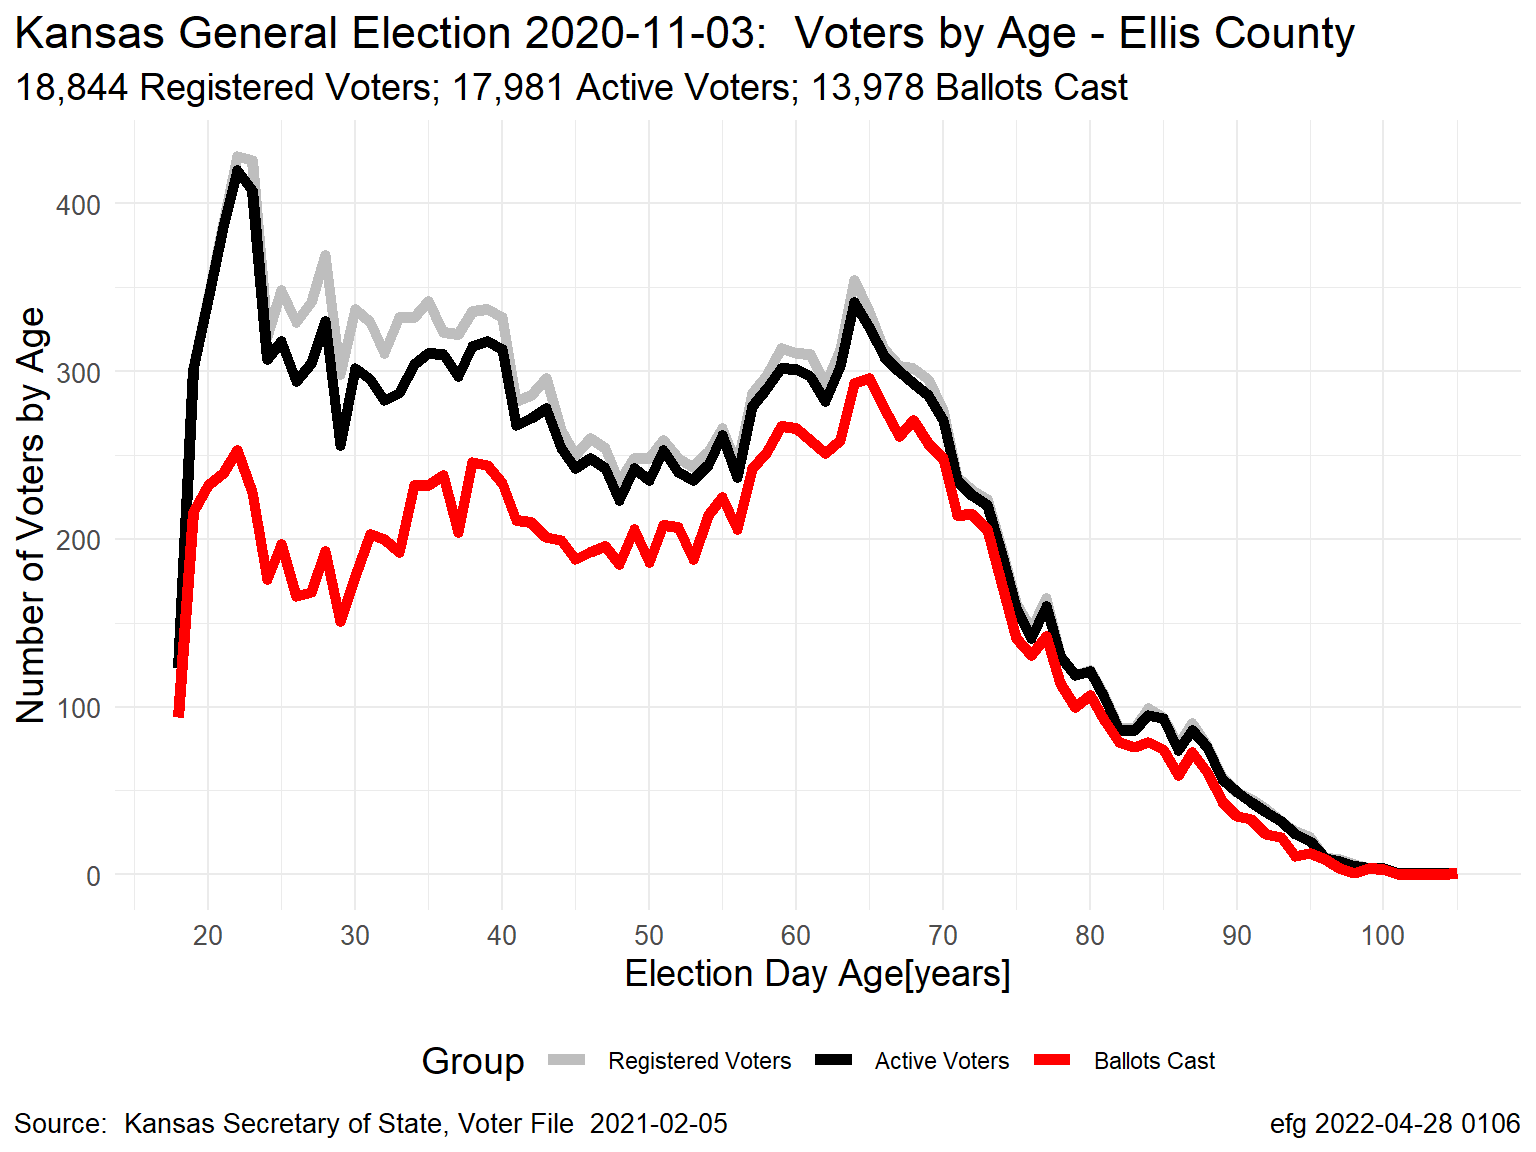 Kansas General Election 2020-11-03:  Voters by Age - Ellis County
18,844 Registered Voters; 17,981 Active Voters; 13,978 Ballots Cast
Number of Voters by Age
400
300
200
100
0
20 30 40 50 60 70 80 90 100
Election Day Age[years]
Group Registered Voters Active Voters Ballots Cast
Source:  Kansas Secretary of State, Voter File  2021-02-05
efg 2022-04-28 0106